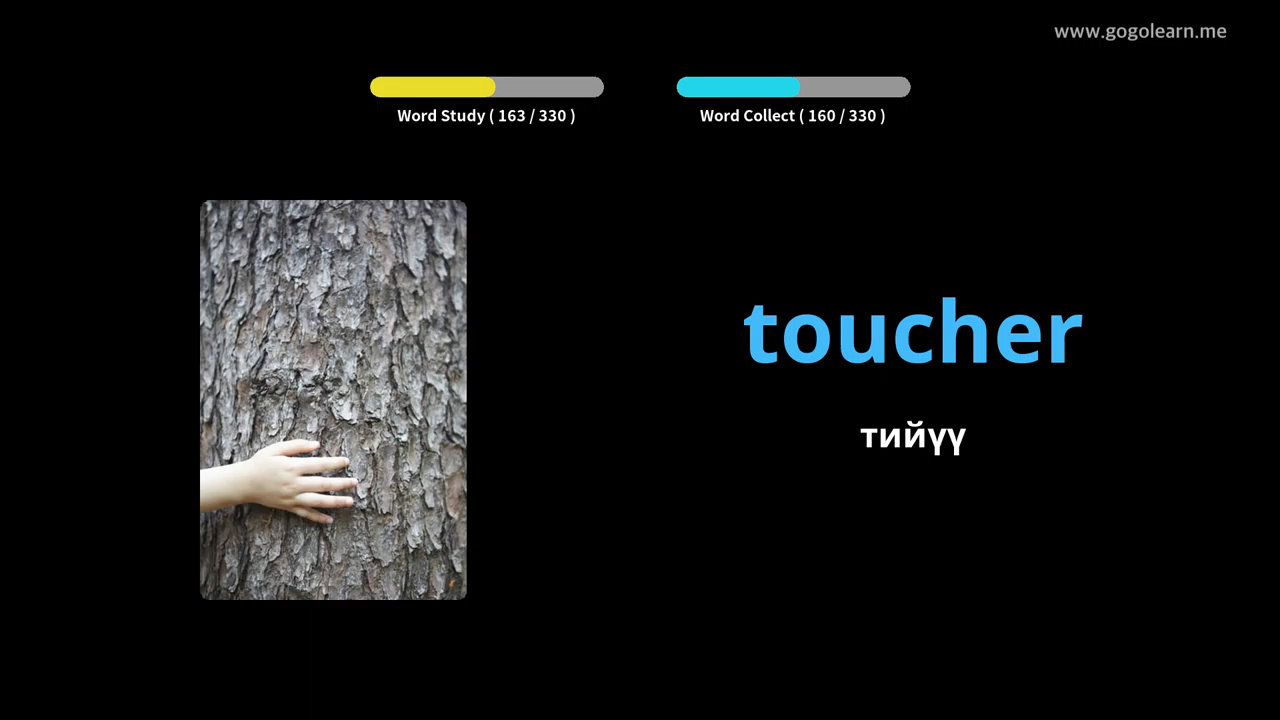 www.gogolearn.me
Word Study ( 163 / 330 )
Word Collect ( 160 / 330 )
toucher
тийүү